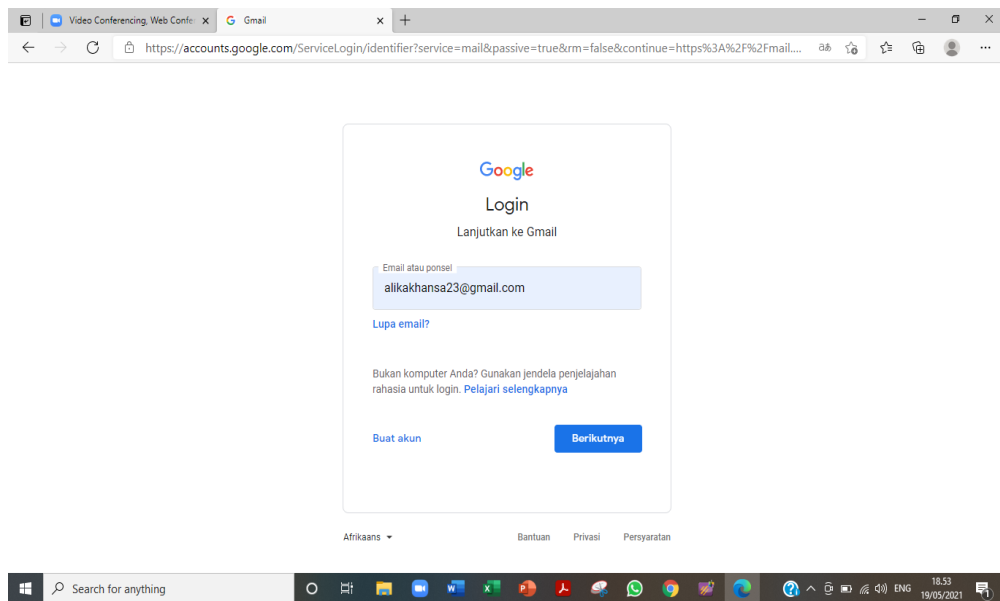 Video Conferencing, Web Confe
Gmail
https://accounts.google.com/ServiceLogin/identifier?service=mail&passive=true&rm=false&continue=https%3A%2F%2Fmail....
Google
Login
Lanjutkan ke Gmail
Email atau ponsel
alikakhansa23@gmail.com
Lupa email?
Bukan komputer Anda? Gunakan jendela penjelajahan
rahasia untuk login. Pelajari selengkapnya
Buat akun
Berikutnya
Afrikaans
Bantuan
Privasi
Persyaratan
Search for anything
ENG
18.53
19/05/2021